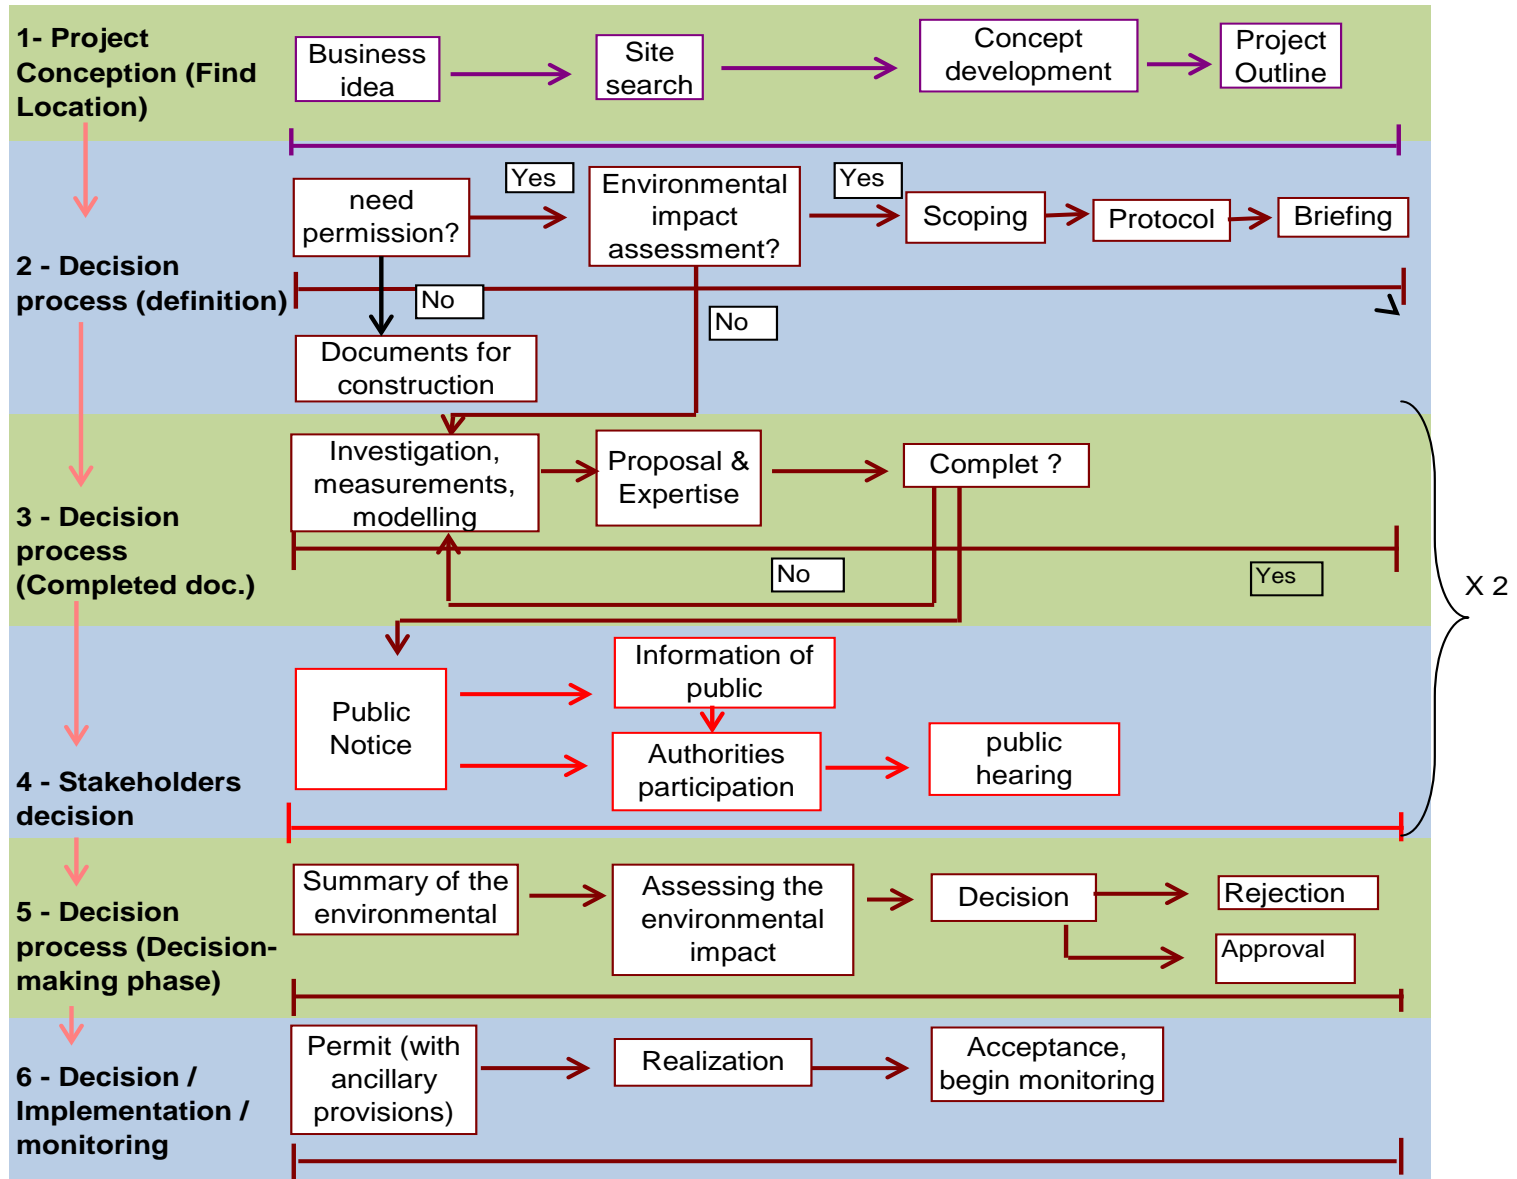 1- Project
Conception (Find
Location)
Business
idea
Site
search
Concept
development
Project
Outline
2 - Decision
process (definition)
need
permission?
Yes
Environmental
impact
assessment?
Yes
Scoping
Protocol
Briefing
No
No
Documents for
construction
3 - Decision
process
(Completed doc.)
Investigation,
measurements,
modelling
Proposal &
Expertise
Complet ?
No
Yes
X 2
4 - Stakeholders
decision
Public
Notice
Information of
public
Authorities
participation
public
hearing
5 - Decision
process (Decision-
making phase)
Summary of the
environmental
Assessing the
environmental
impact
Decision
Rejection
Approval
6 - Decision /
Implementation /
monitoring
Permit (with
ancillary
provisions)
Realization
Acceptance,
begin monitoring